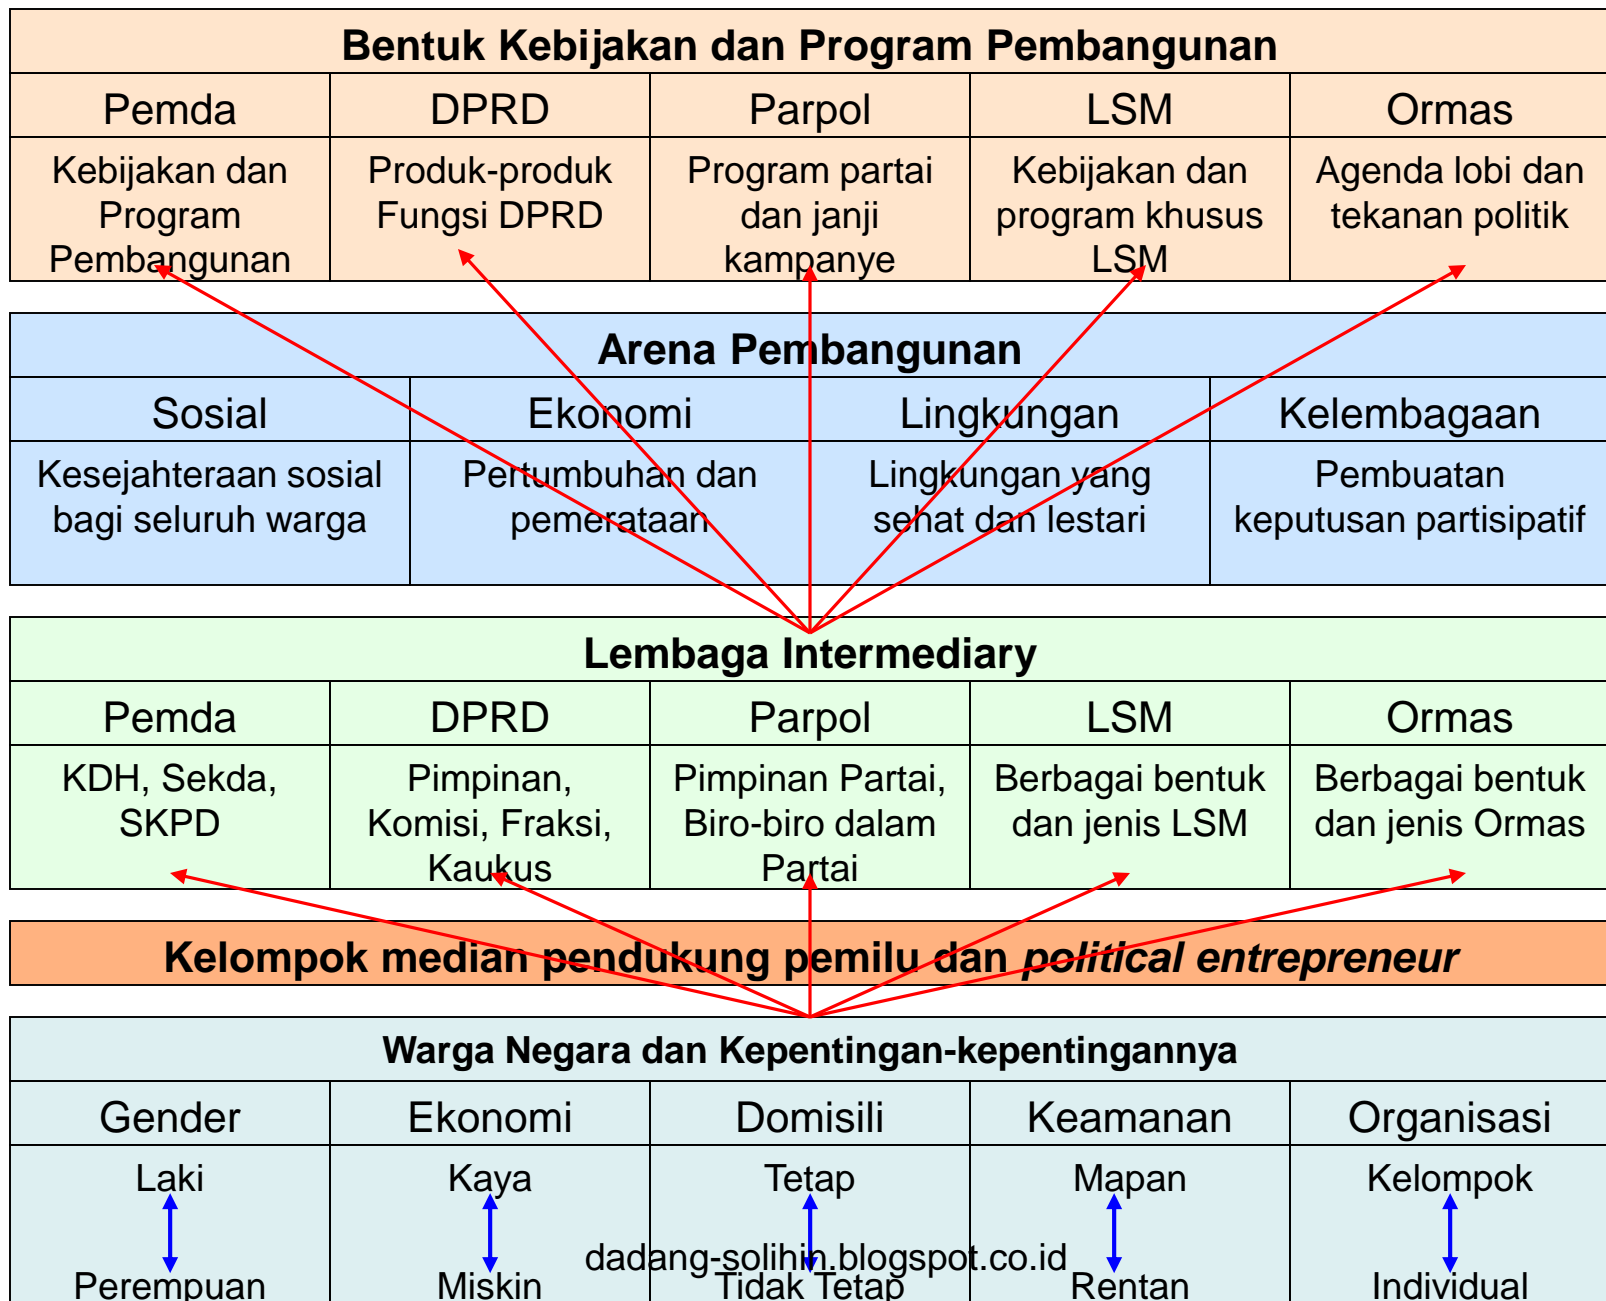 Bentuk Kebijakan dan Program Pembangunan
Pemda
DPRD
Parpol
LSM
Ormas
Kebijakan dan
Program
Pembangunan
Produk-produk
Fungsi DPRD
Program partai
dan janji
kampanye
Kebijakan dan
program khusus
LSM
Agenda lobi dan
tekanan politik
Arena Pembangunan
Sosial
Ekonomi
Lingkungan
Kelembagaan
Kesejahteraan sosial
bagi seluruh warga
Pertumbuhan dan
pemerataan
Lingkungan yang
sehat dan lestari
Pembuatan
keputusan partisipatif
Lembaga Intermediary
Pemda
DPRD
Parpol
LSM
Ormas
KDH, Sekda,
SKPD
Pimpinan,
Komisi, Fraksi,
Kaukus
Pimpinan Partai,
Biro-biro dalam
Partai
Berbagai bentuk
dan jenis LSM
Berbagai bentuk
dan jenis Ormas
Kelompok median pendukung pemilu dan political entrepreneur
Warga Negara dan Kepentingan-kepentingannya
Gender
Ekonomi
Domisili
Keamanan
Organisasi
Laki
Kaya
Tetap
Mapan
Kelompok
dadang-solihin.blogspot.co.id
Perempuan
Miskin
Tidak Tetap
Rentan
Individual